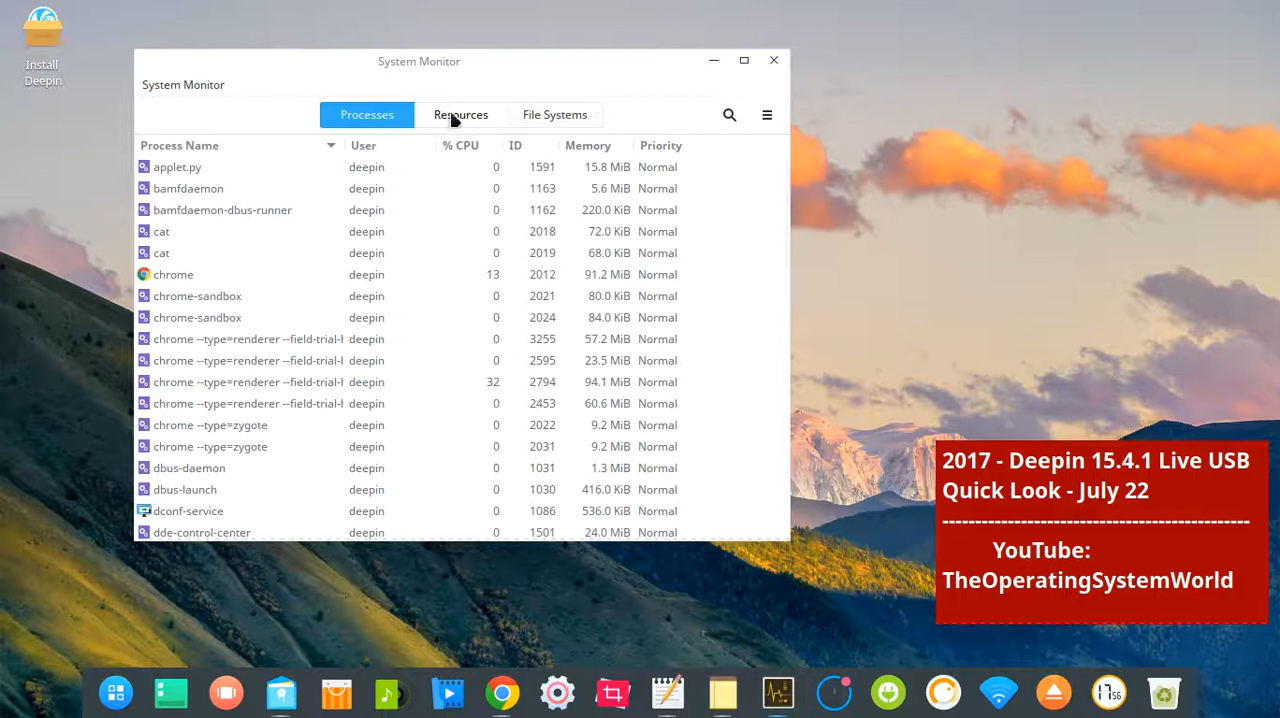 Install
Deepin
System Monitor
System Monitor
Processes Resources File Systems
Process Name User % CPU ID Memory Priority
applet.py deepin 0 1591 15.8 MiB Normal
bamfdaemon deepin 0 1163 5.6 MiB Normal
bamfdaemon-dbus-runner deepin 0 1162 220.0 KiB Normal
cat deepin 0 2018 72.0 KiB Normal
cat deepin 0 2019 68.0 KiB Normal
chrome deepin 13 2012 91.2 MiB Normal
chrome-sandbox deepin 0 2021 80.0 KiB Normal
chrome-sandbox deepin 0 2024 84.0 KiB Normal
chrome --type=renderer --field-trial-h deepin 0 3255 57.2 MiB Normal
chrome --type=renderer --field-trial-h deepin 0 2595 23.5 MiB Normal
chrome --type=renderer --field-trial-h deepin 32 2794 94.1 MiB Normal
chrome --type=renderer --field-trial-h deepin 0 2453 60.6 MiB Normal
chrome --type=zygote deepin 0 2022 9.2 MiB Normal
chrome --type=zygote deepin 0 2031 9.2 MiB Normal
dbus-daemon deepin 0 1031 1.3 MiB Normal
dbus-launch deepin 0 1030 416.0 KiB Normal
dconf-service deepin 0 1086 536.0 KiB Normal
dde-control-center deepin 0 1501 24.0 MiB Normal
2017 - Deepin 15.4.1 Live USB
Quick Look - July 22
--------------------------------------------
YouTube:
TheOperatingSystemWorld
17 56